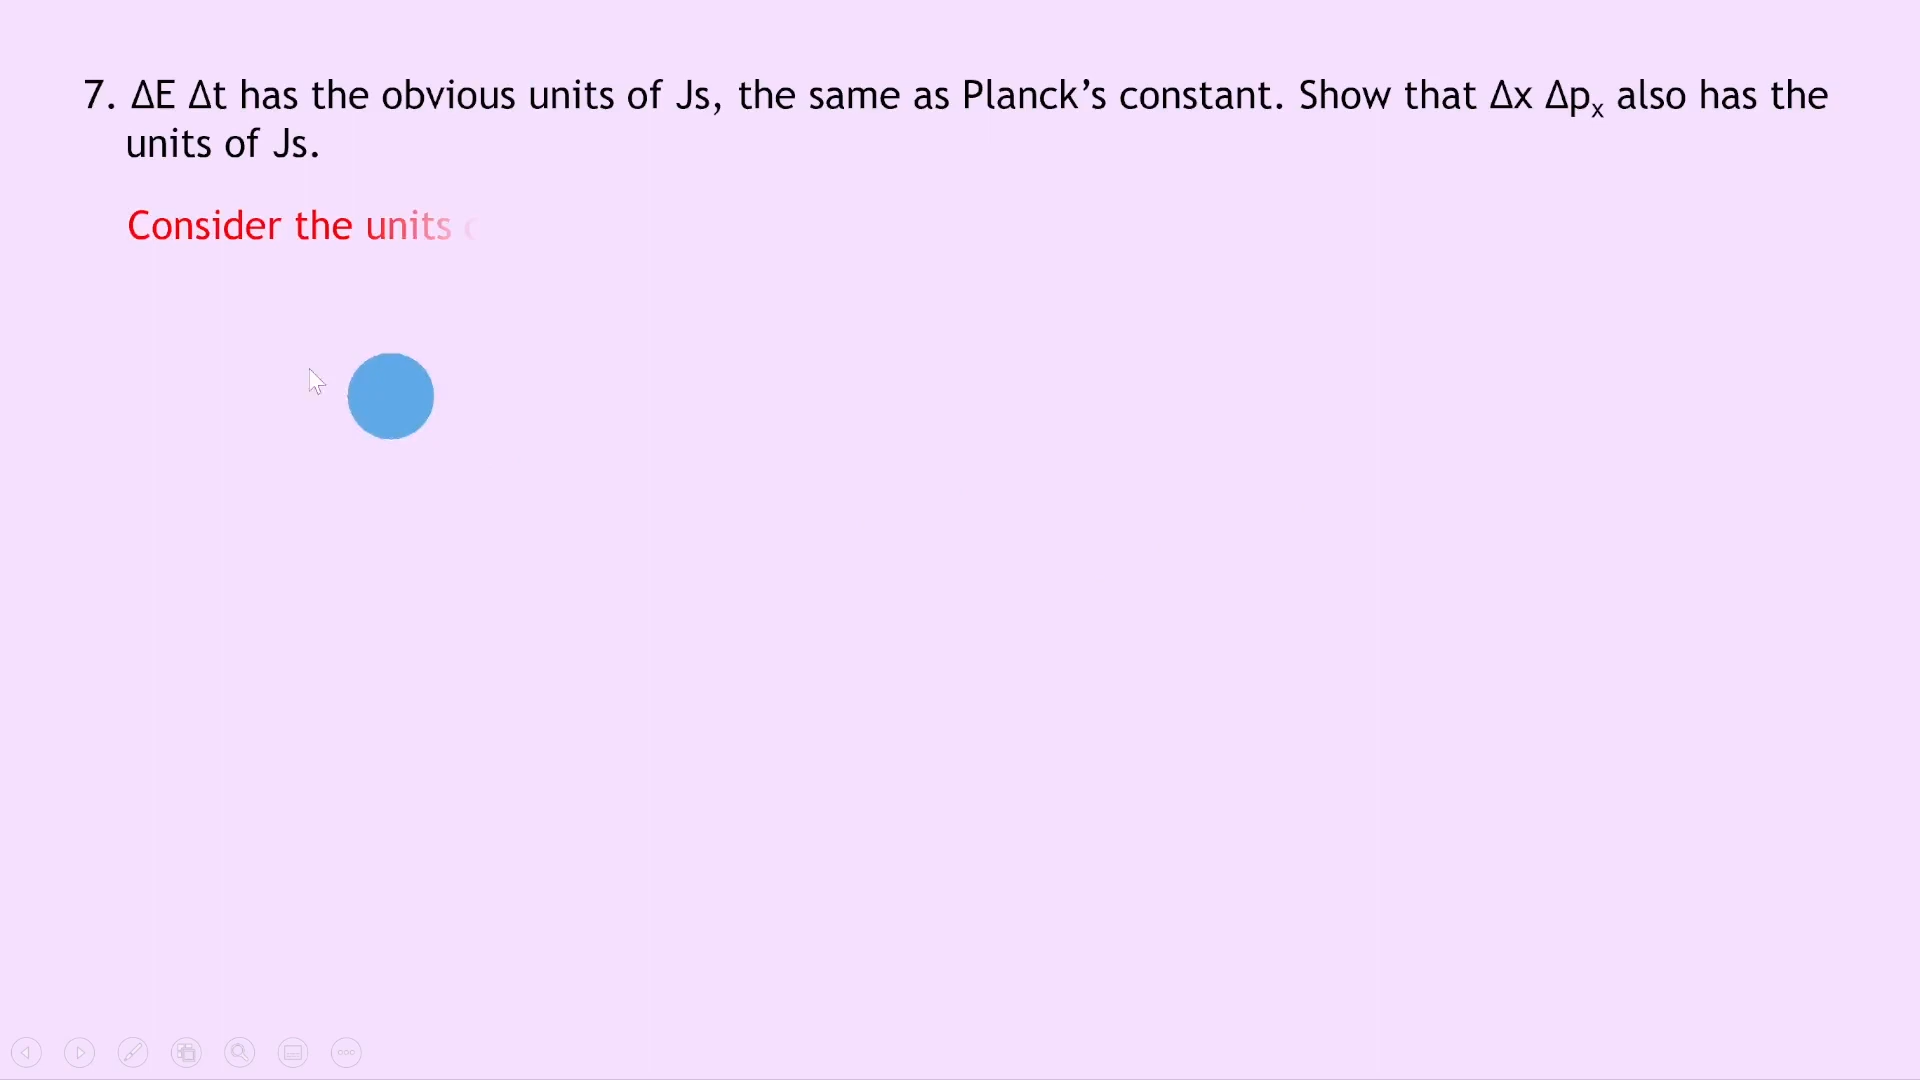 7. ΔE Δt has the obvious units of Js, the same as Planck’s constant. Show that Δx Δpₓ also has the
units of Js.
Consider the units